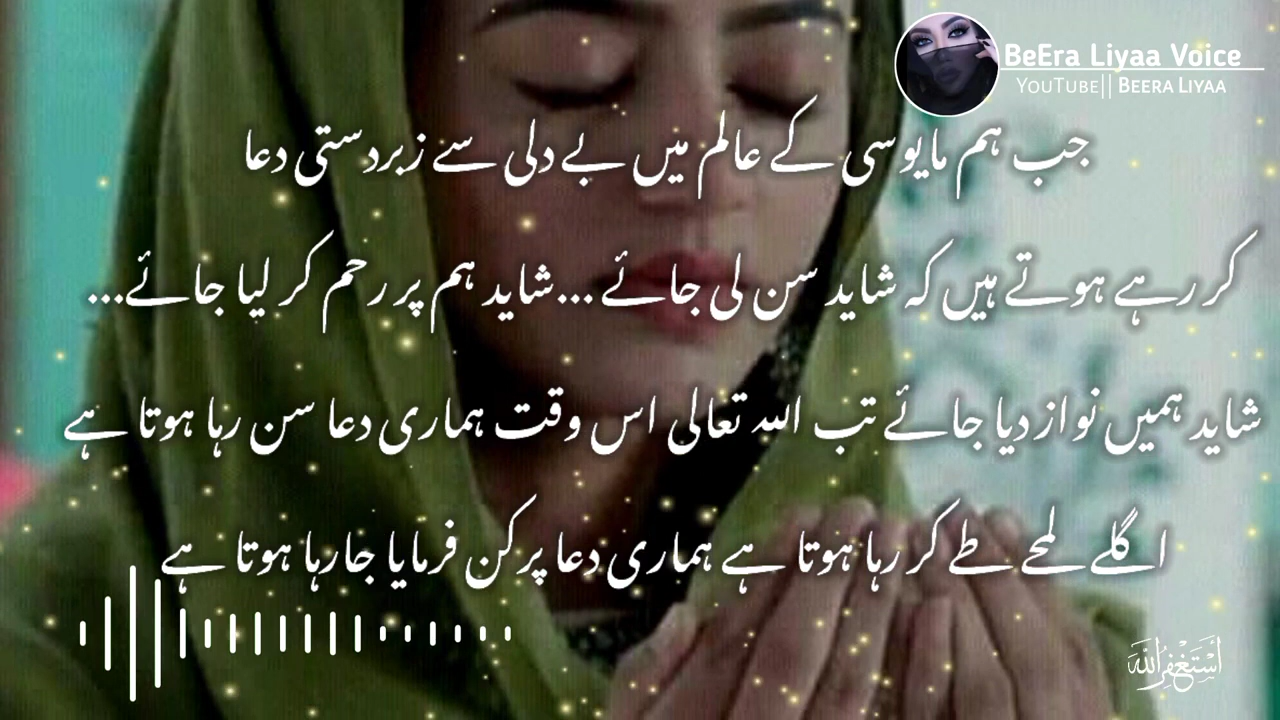 BeEra Liyaa Voice
YouTube|| Beera Liyaa
جب ہم مایوسی کے عالم میں بے دلی سے زبردستی دعا
کر رہے ہوتے ہیں کہ شاید سن لی جائے ...شاید ہم پر رحم کر لیا جائے...
شاید ہمیں نواز دیا جائے تب اللہ تعالی اس وقت ہماری دعا سن رہا ہوتا ہے
اگلے لمحے طے کر رہا ہوتا ہے ہماری دعا پر کن فرمایا جارہا ہوتا ہے
أَسْتَغْفِرُ اللّٰه